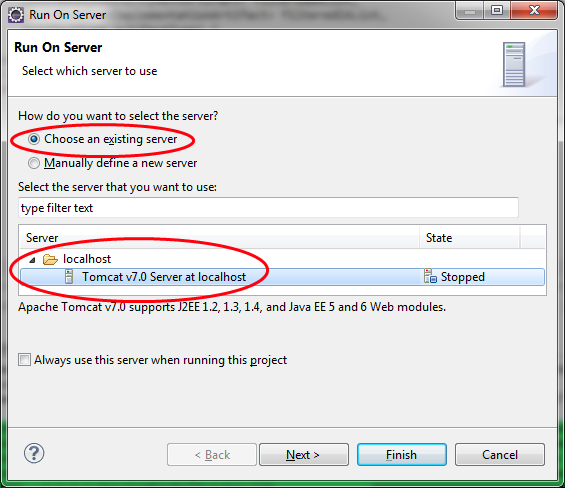 Run On Server
Run On Server
Select which server to use
How do you want to select the server?
Choose an existing server
Manually define a new server
Select the server that you want to use:
type filter text
Server State
localhost
Tomcat v7.0 Server at localhost Stopped
Apache Tomcat v7.0 supports J2EE 1.2, 1.3, 1.4, and Java EE 5 and 6 Web modules.
Always use this server when running this project
? < Back Next > Finish Cancel